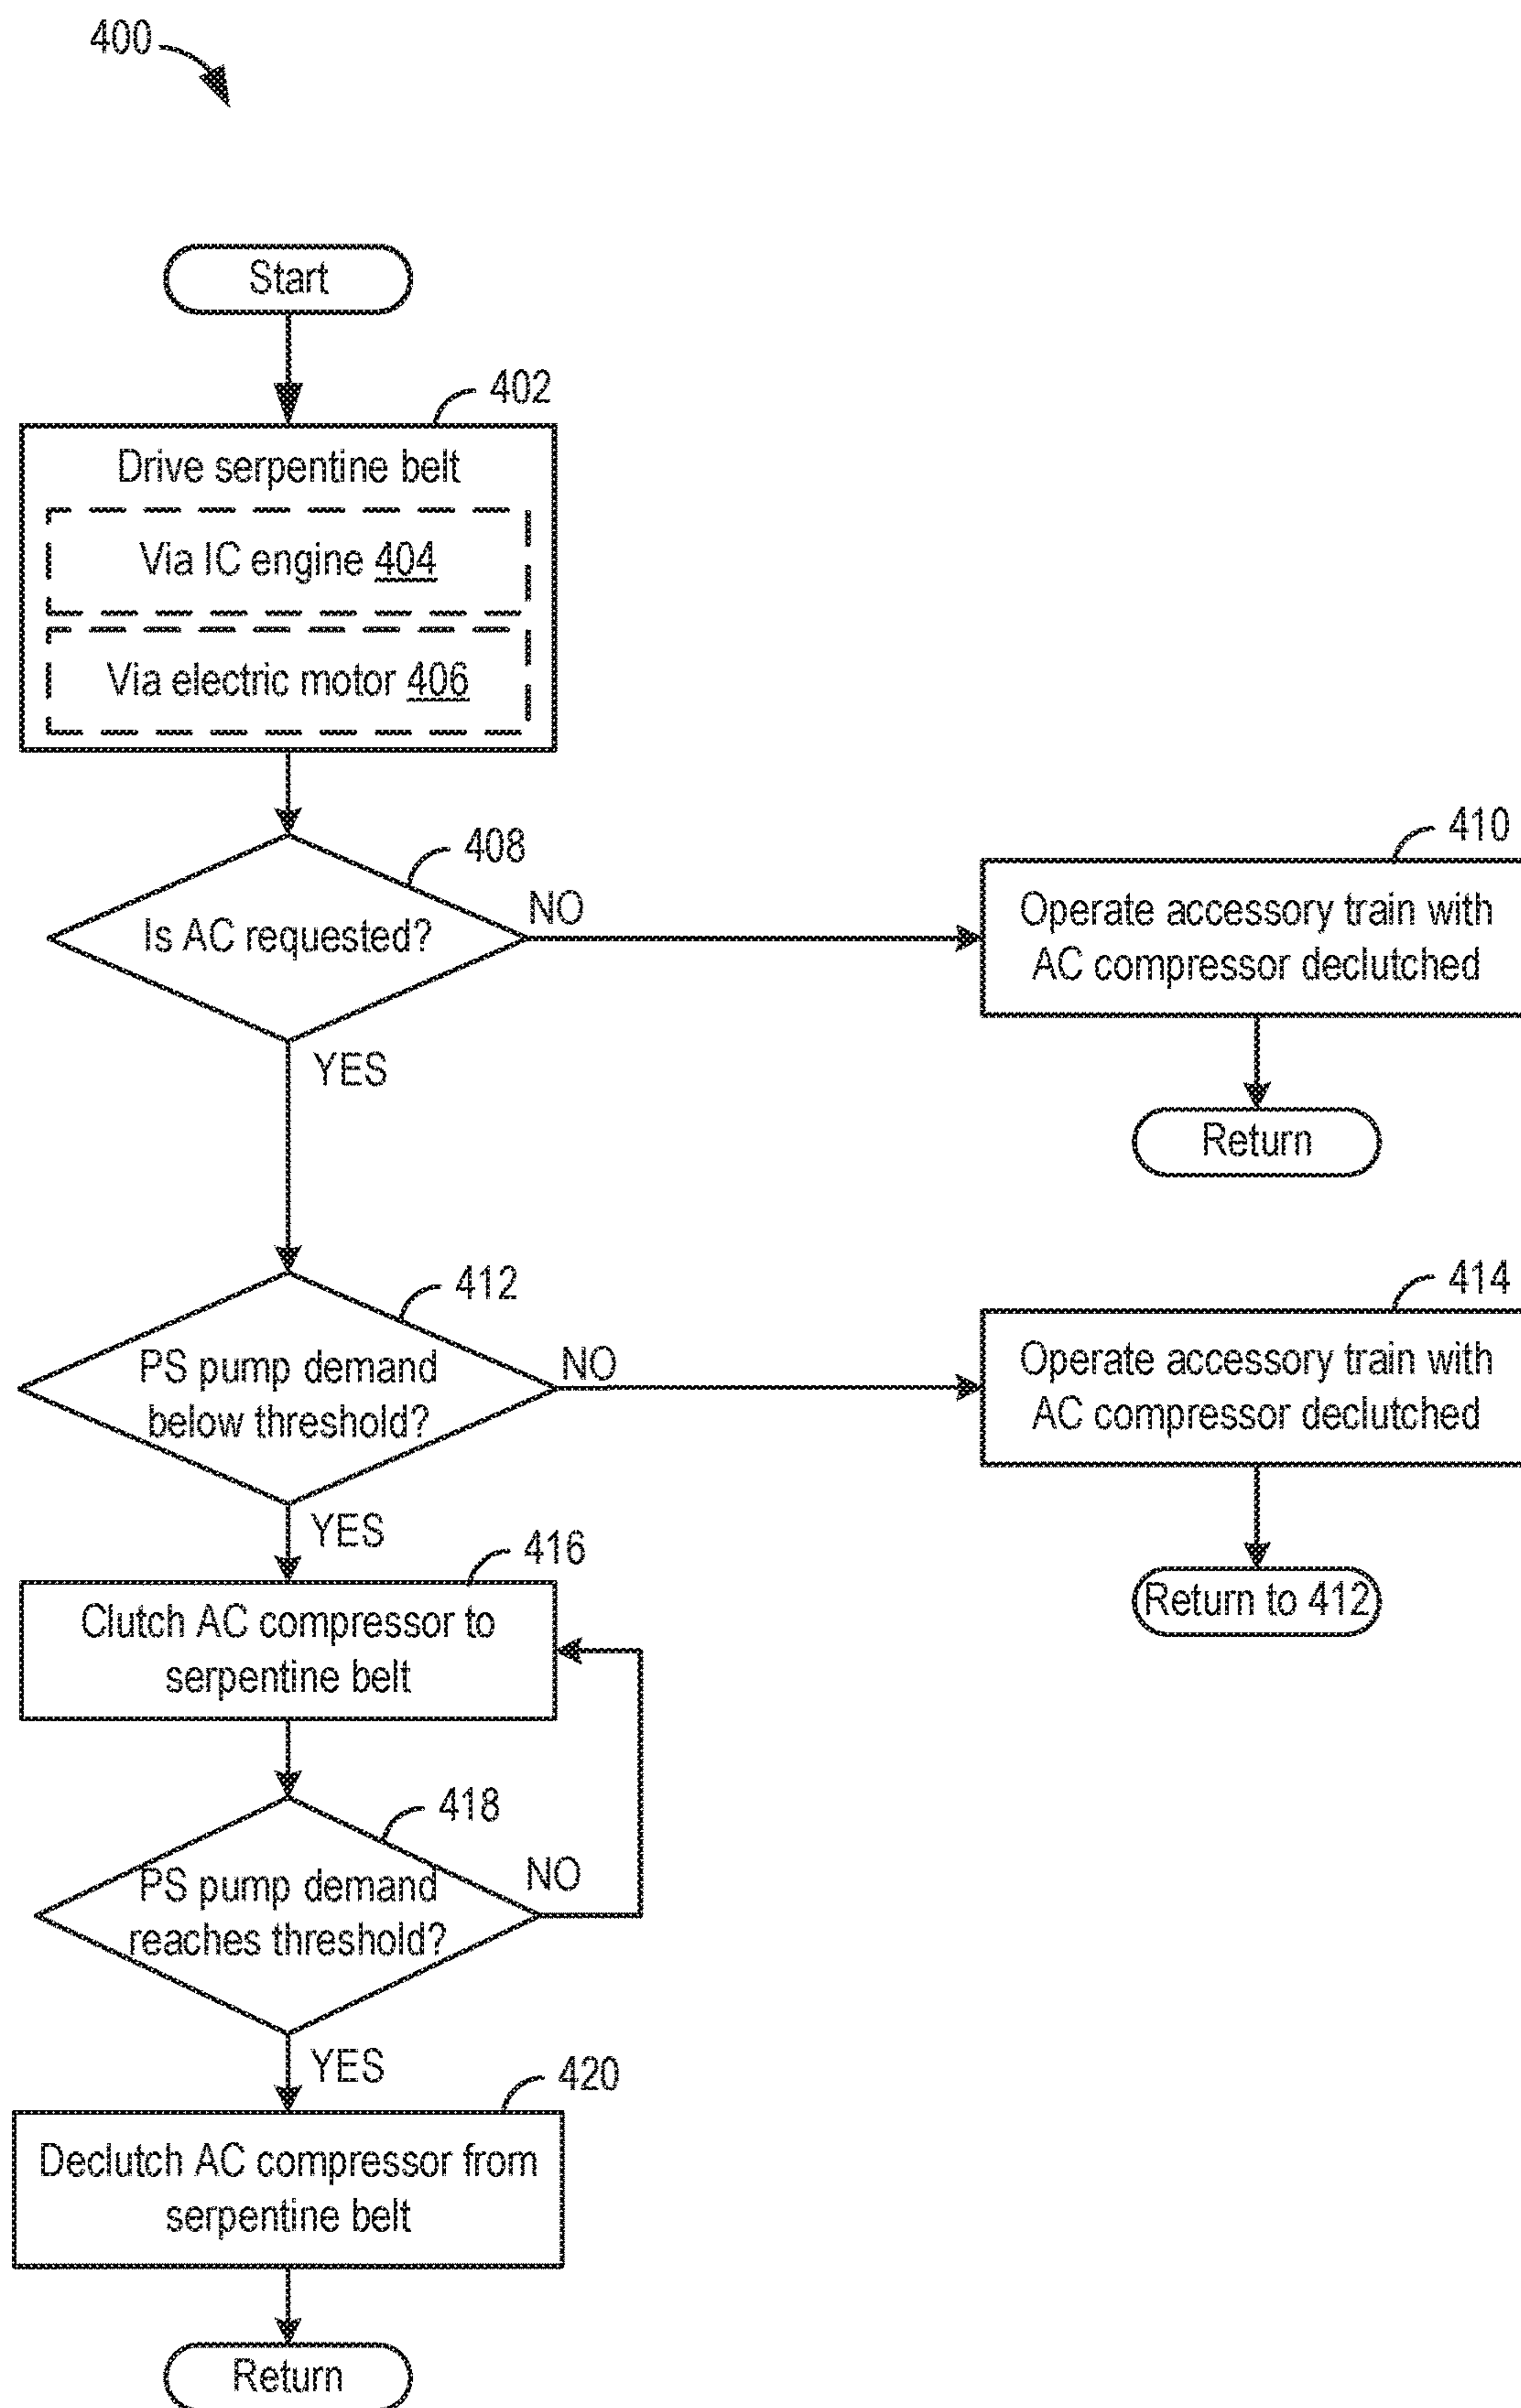 400
Start
402
Drive serpentine belt
Via IC engine 404
Via electric motor 406
408
Is AC requested?
NO
YES
410
Operate accessory train with
AC compressor declutched
Return
412
PS pump demand
below threshold?
NO
YES
414
Operate accessory train with
AC compressor declutched
Return to 412
416
Clutch AC compressor to
serpentine belt
418
PS pump demand
reaches threshold?
NO
YES
420
Declutch AC compressor from
serpentine belt
Return